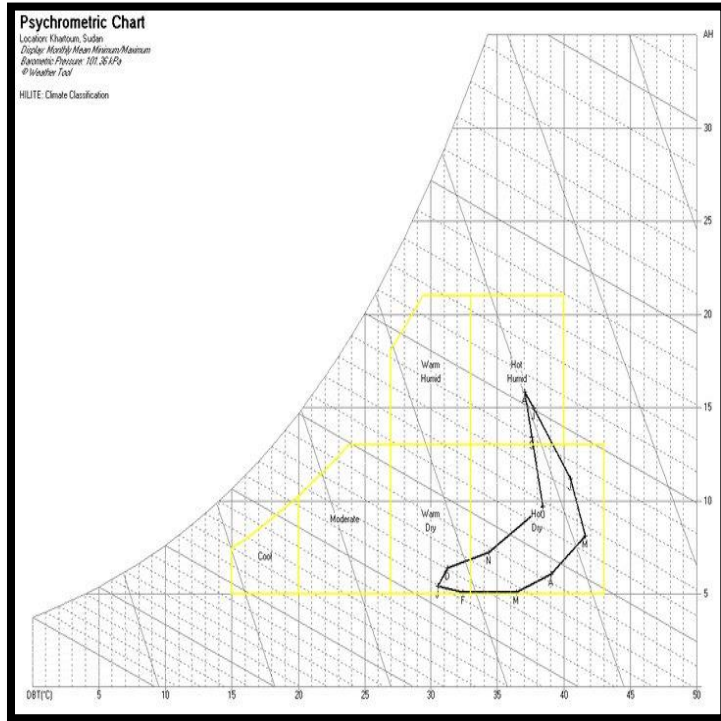 Psychrometric Chart
Location: Khartoum, Sudan
Display: Monthly Mean Minimum/Maximum
Barometric Pressure: 101.36 kPa
© Weather Tool
HILITE: Climate Classification
AH
30
25
20
Warm
Humid
Hot
Humid
A
J
15
S
J
10
Moderate
Warm
Dry
Hot
Dry
O
M
Cool
N
D
A
J
F
M
5
DBT(°C)
5
10
15
20
25
30
35
40
45
50